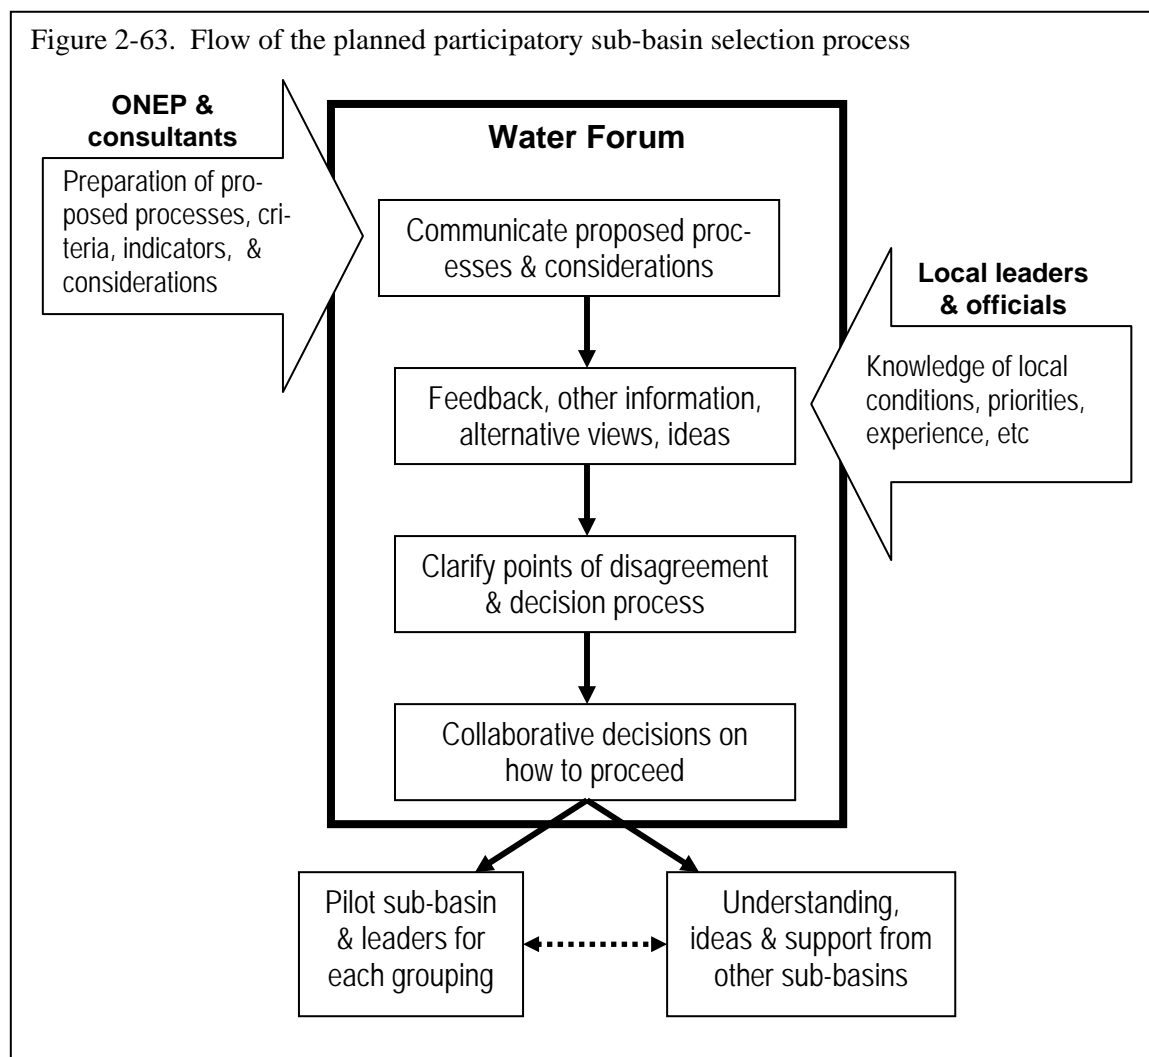 Figure 2-63. Flow of the planned participatory sub-basin selection process
ONEP &
consultants
Preparation of pro-
posed processes, cri-
teria, indicators, &
considerations
Water Forum
Communicate proposed proc-
esses & considerations
Local leaders
& officials
Knowledge of local
conditions, priorities,
experience, etc
Feedback, other information,
alternative views, ideas
Clarify points of disagreement
& decision process
Collaborative decisions on
how to proceed
Pilot sub-basin
& leaders for
each grouping
Understanding,
ideas & support from
other sub-basins